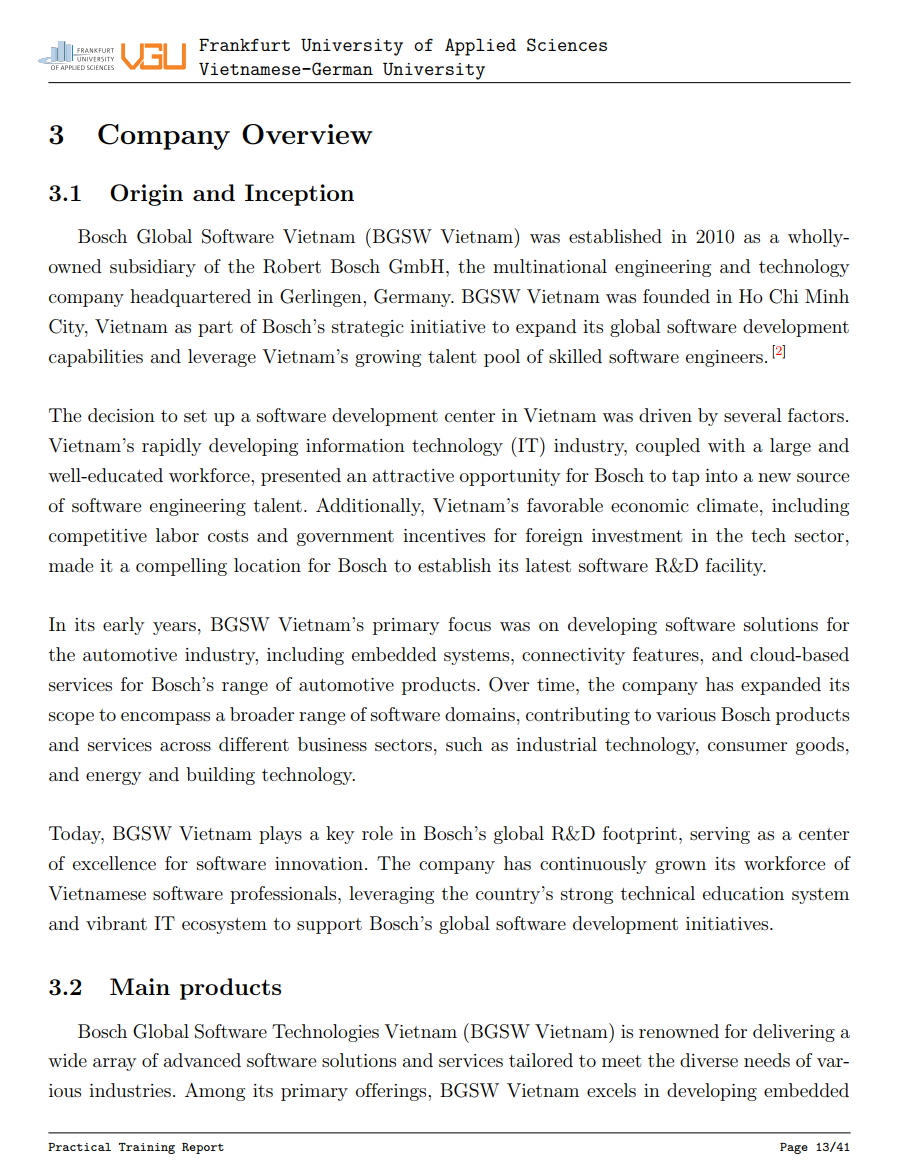 FRANKFURT
UNIVERSITY
OF APPLIED SCIENCES
VGU
Frankfurt University of Applied Sciences
Vietnamese-German University
3 Company Overview
3.1 Origin and Inception
Bosch Global Software Vietnam (BGSW Vietnam) was established in 2010 as a wholly-
owned subsidiary of the Robert Bosch GmbH, the multinational engineering and technology
company headquartered in Gerlingen, Germany. BGSW Vietnam was founded in Ho Chi Minh
City, Vietnam as part of Bosch's strategic initiative to expand its global software development
capabilities and leverage Vietnam's growing talent pool of skilled software engineers. [2]
The decision to set up a software development center in Vietnam was driven by several factors.
Vietnam's rapidly developing information technology (IT) industry, coupled with a large and
well-educated workforce, presented an attractive opportunity for Bosch to tap into a new source
of software engineering talent. Additionally, Vietnam's favorable economic climate, including
competitive labor costs and government incentives for foreign investment in the tech sector,
made it a compelling location for Bosch to establish its latest software R&D facility.
In its early years, BGSW Vietnam's primary focus was on developing software solutions for
the automotive industry, including embedded systems, connectivity features, and cloud-based
services for Bosch's range of automotive products. Over time, the company has expanded its
scope to encompass a broader range of software domains, contributing to various Bosch products
and services across different business sectors, such as industrial technology, consumer goods,
and energy and building technology.
Today, BGSW Vietnam plays a key role in Bosch's global R&D footprint, serving as a center
of excellence for software innovation. The company has continuously grown its workforce of
Vietnamese software professionals, leveraging the country's strong technical education system
and vibrant IT ecosystem to support Bosch's global software development initiatives.
3.2 Main products
Bosch Global Software Technologies Vietnam (BGSW Vietnam) is renowned for delivering a
wide array of advanced software solutions and services tailored to meet the diverse needs of var-
ious industries. Among its primary offerings, BGSW Vietnam excels in developing embedded
Practical Training Report
Page 13/41